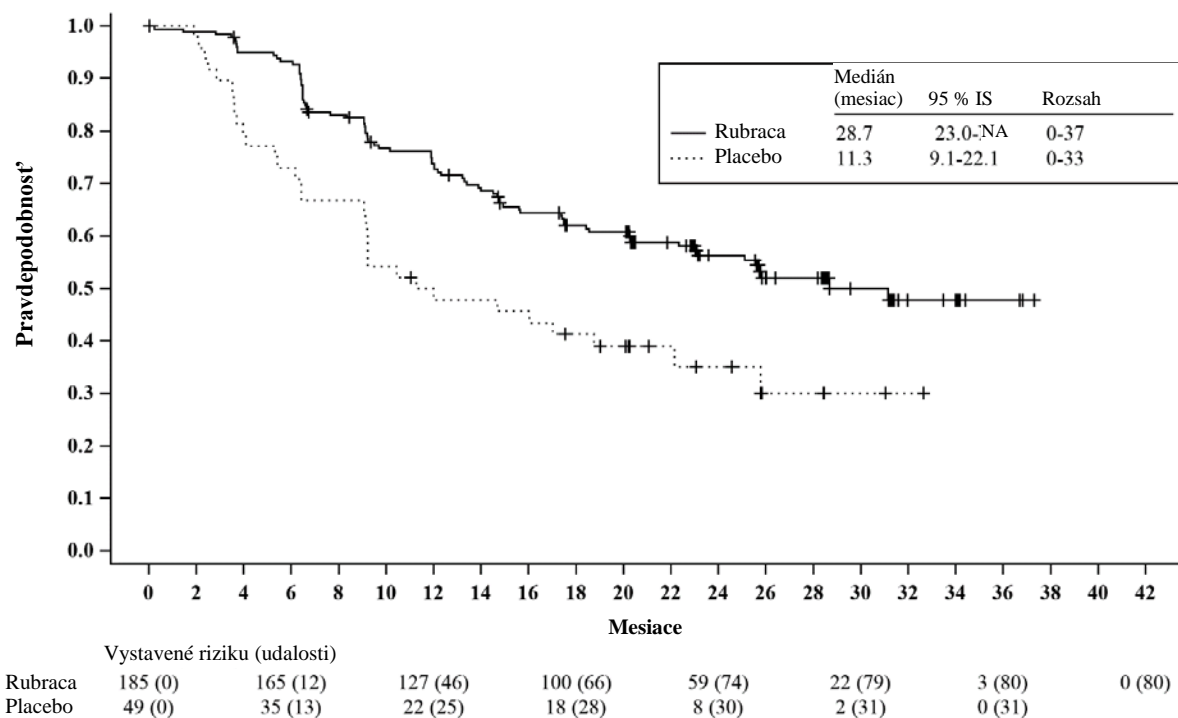 1.0
0.9
0.8
0.7
0.6
0.5
0.4
0.3
0.2
0.1
0.0
Pravdepodobnosť
Medián
(mesiac) 95 % IS Rozsah
Rubraca 28.7 23.0-NA 0-37
Placebo 11.3 9.1-22.1 0-33
0 2 4 6 8 10 12 14 16 18 20 22 24 26 28 30 32 34 36 38 40 42
Mesiace
Vystavené riziku (udalosti)
Rubraca 185 (0) 165 (12) 127 (46) 100 (66) 59 (74) 22 (79) 3 (80) 0 (80)
Placebo 49 (0) 35 (13) 22 (25) 18 (28) 8 (30) 2 (31) 0 (31)